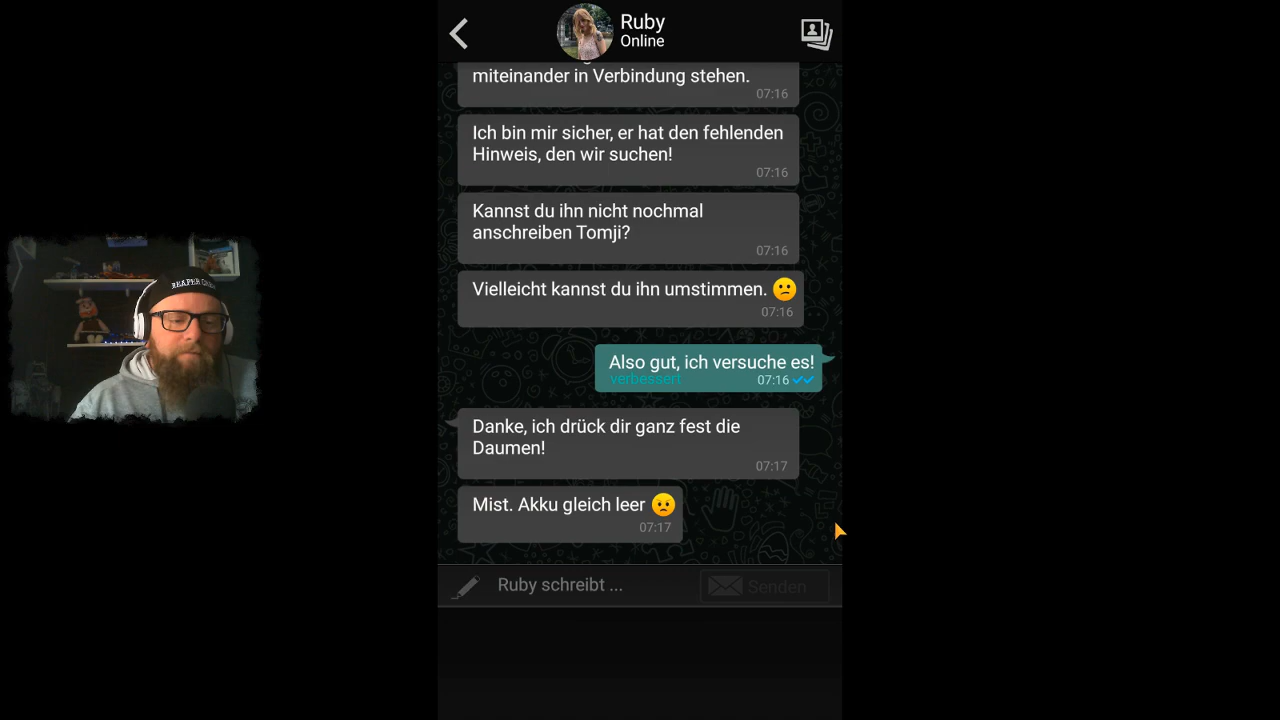 Ruby
Online
miteinander in Verbindung stehen.
07:16
Ich bin mir sicher, er hat den fehlenden
Hinweis, den wir suchen!
07:16
Kannst du ihn nicht nochmal
anschreiben Tomji?
07:16
Vielleicht kannst du ihn umstimmen. 😕
07:16
Also gut, ich versuche es!
verbessert 07:16
Danke, ich drück dir ganz fest die
Daumen!
07:17
Mist. Akku gleich leer 🙁
07:17
Ruby schreibt ... Senden
REAPER